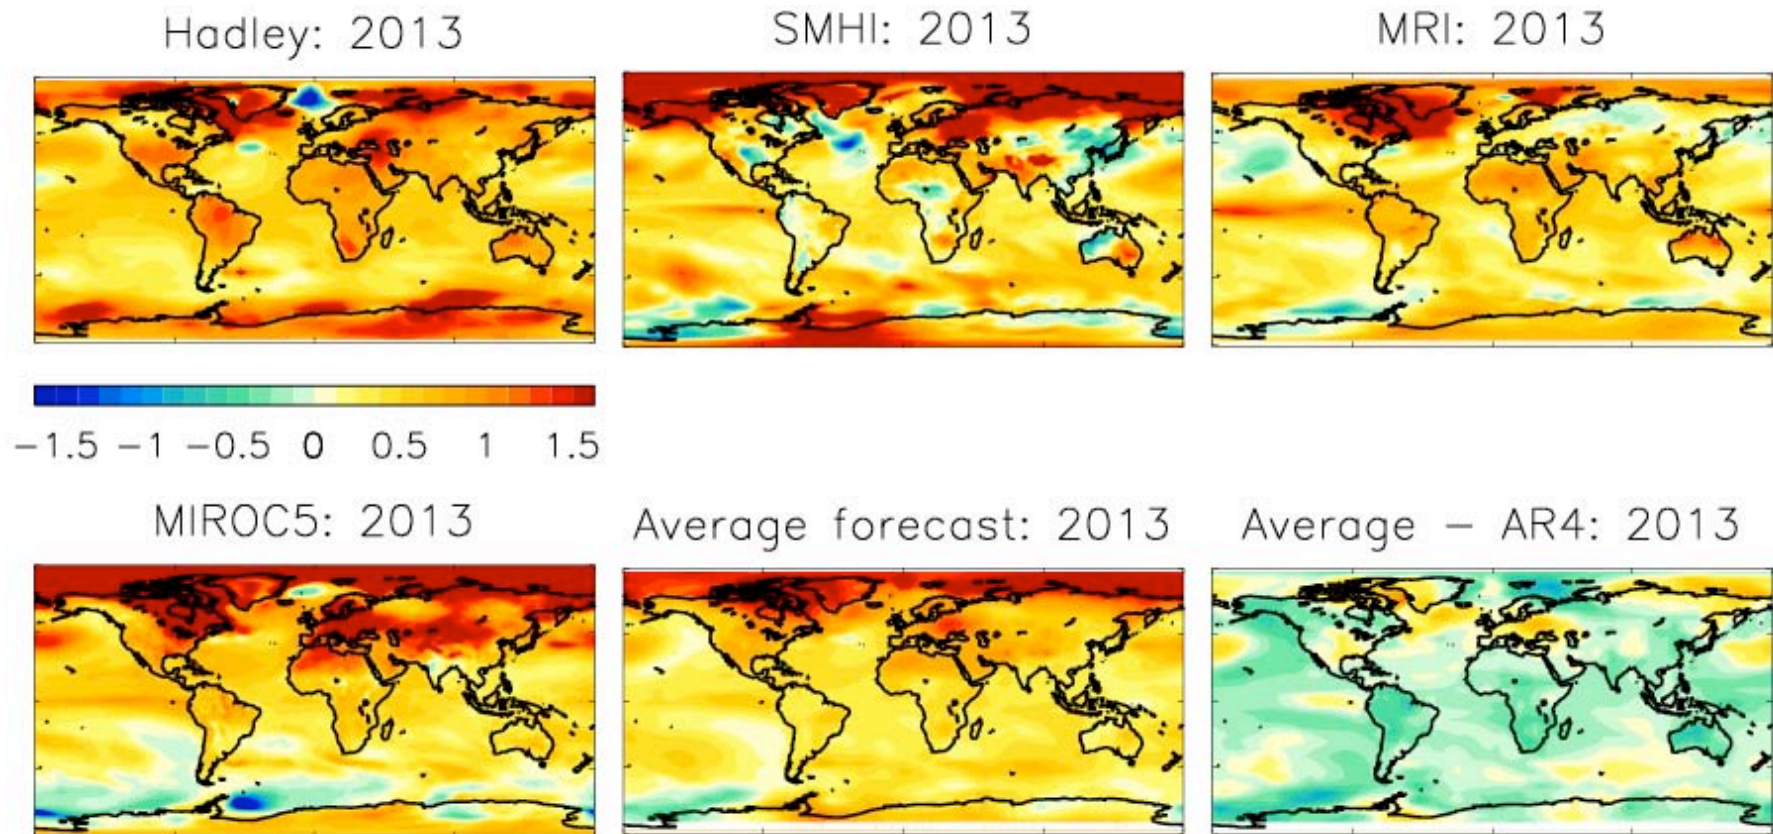 Hadley: 2013
SMHI: 2013
MRI: 2013
−1.5 −1 −0.5 0 0.5 1 1.5
MIROC5: 2013
Average forecast: 2013
Average − AR4: 2013